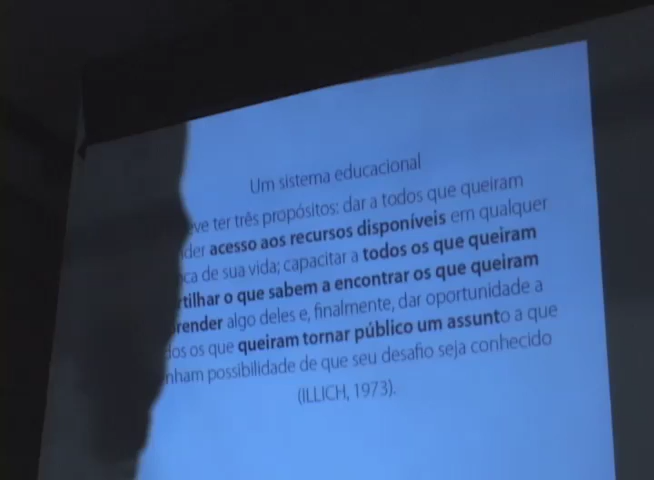 Um sistema educacional
ve ter três propósitos: dar a todos que queiram
der acesso aos recursos disponíveis em qualquer
ca de sua vida; capacitar a todos os que queiram
rtilhar o que sabem a encontrar os que queiram
render algo deles e, finalmente, dar oportunidade a
dos os que queiram tornar público um assunto a que
nham possibilidade de que seu desafio seja conhecido
(ILLICH, 1973).